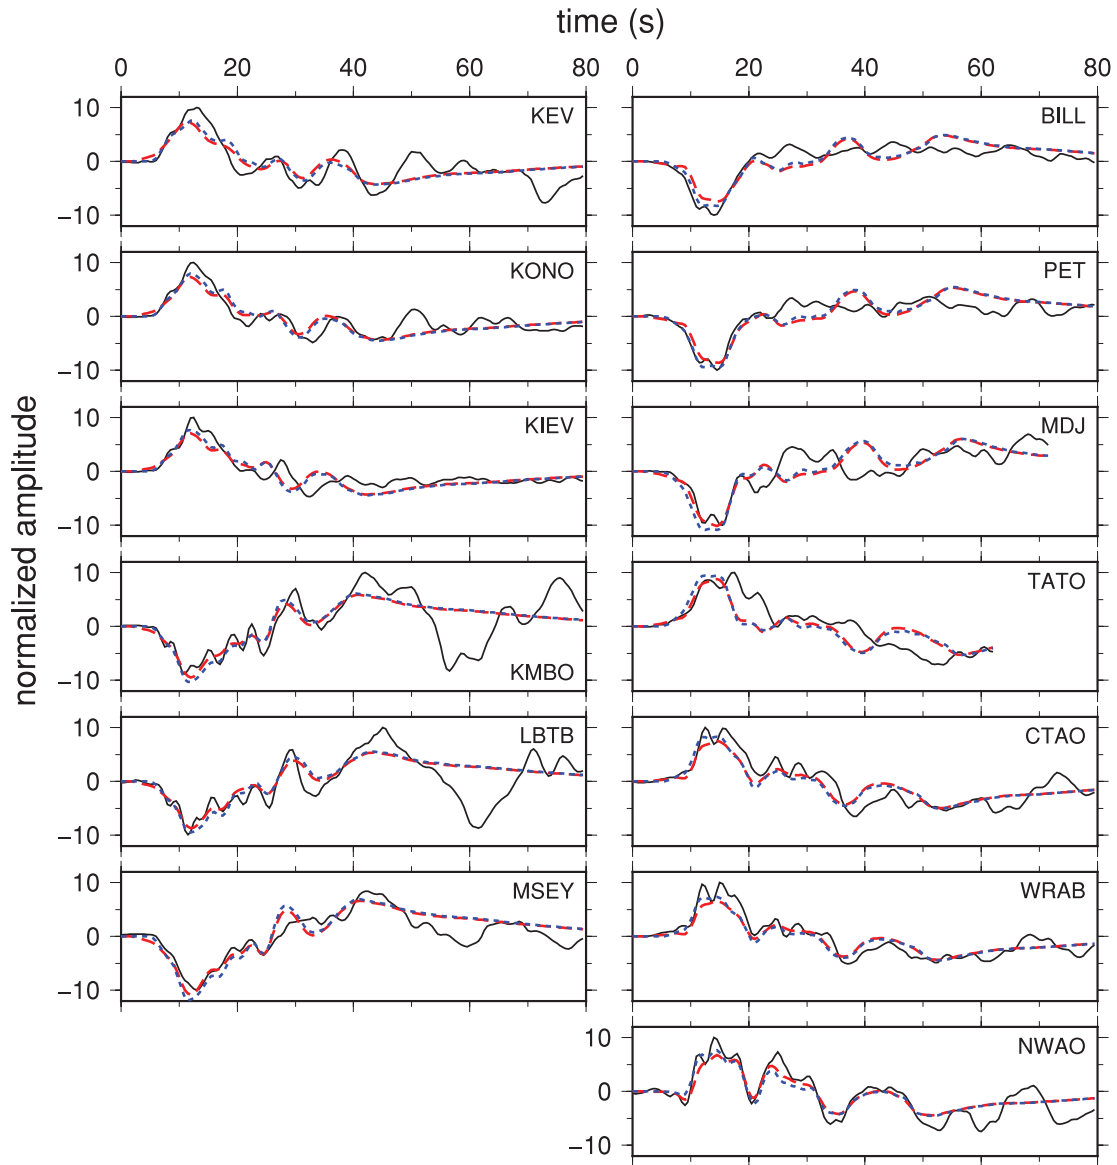 time (s)
0 20 40 60 80 0 20 40 60 80
10 0 −10 KEV BILL
10 0 −10 KONO PET
10 0 −10 KIEV MDJ
10 0 −10 KMBO TATO
10 0 −10 LBTB CTAO
10 0 −10 MSEY WRAB
10 0 −10 NWAO
normalized amplitude